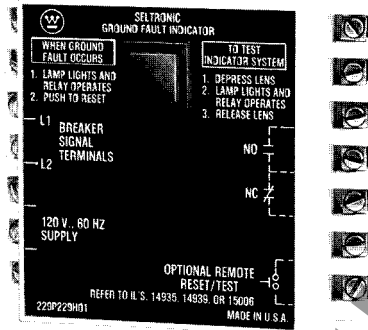 W
SELTRONIC
GROUND FAULT INDICATOR
WHEN GROUND
FAULT OCCURS
1. LAMP LIGHTS AND
RELAY OPERATES
2. PUSH TO RESET
TO TEST
INDICATOR SYSTEM
1. DEPRESS LENS
2. LAMP LIGHTS AND
RELAY OPERATES
3. RELEASE LENS
L1
BREAKER
SIGNAL
TERMINALS
L2
NO
NC
120 V., 60 HZ
SUPPLY
OPTIONAL REMOTE
RESET/TEST
REFER TO IL'S. 14935, 14939, OR 15006
229P229H01
MADE IN U.S.A.